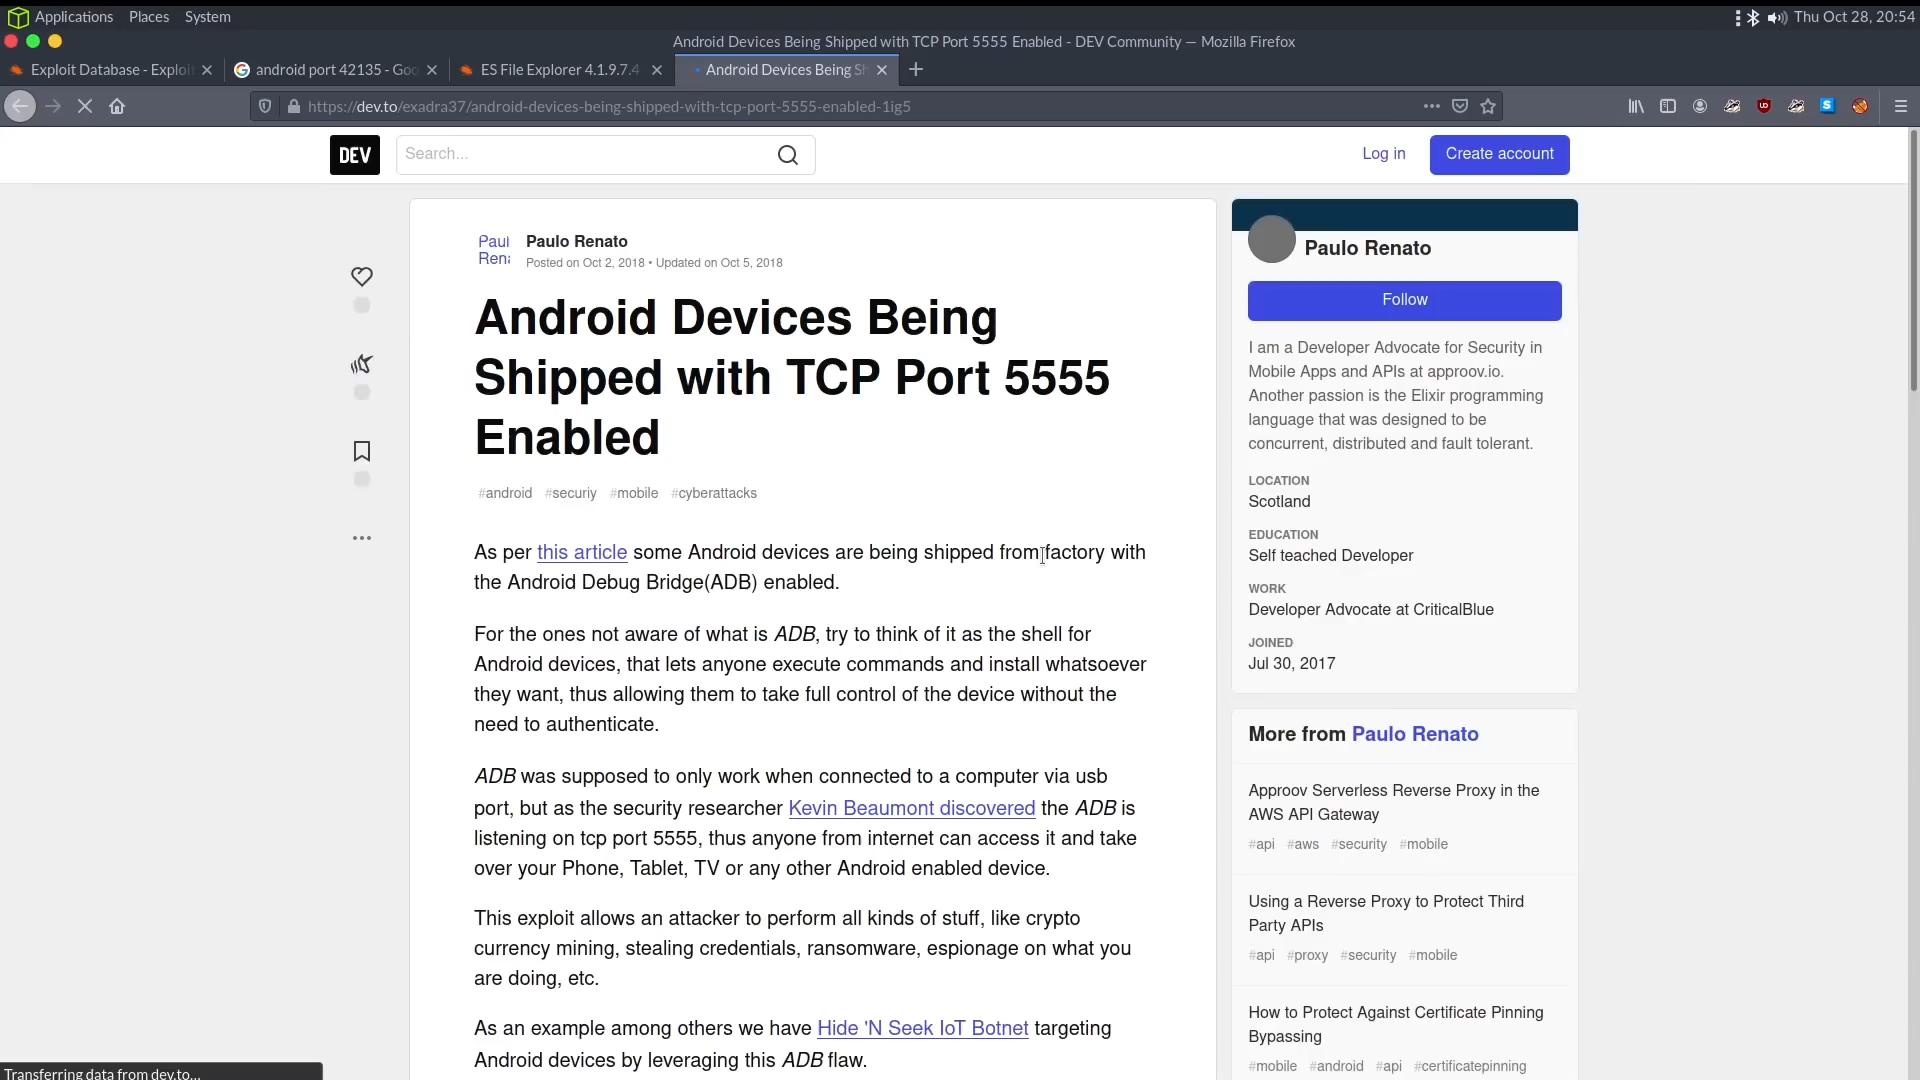 Applications Places System
Thu Oct 28, 20:54
Android Devices Being Shipped with TCP Port 5555 Enabled - DEV Community — Mozilla Firefox
Exploit Database - Exploi
android port 42135 - Goo
ES File Explorer 4.1.9.7.4
Android Devices Being Sh
https://dev.to/exadra37/android-devices-being-shipped-with-tcp-port-5555-enabled-1ig5
DEV
Search...
Log in
Create account
Paul
Rena
Paulo Renato
Posted on Oct 2, 2018 • Updated on Oct 5, 2018
Android Devices Being
Shipped with TCP Port 5555
Enabled
#android #securiy #mobile #cyberattacks
As per this article some Android devices are being shipped from factory with
the Android Debug Bridge(ADB) enabled.
For the ones not aware of what is ADB, try to think of it as the shell for
Android devices, that lets anyone execute commands and install whatsoever
they want, thus allowing them to take full control of the device without the
need to authenticate.
ADB was supposed to only work when connected to a computer via usb
port, but as the security researcher Kevin Beaumont discovered the ADB is
listening on tcp port 5555, thus anyone from internet can access it and take
over your Phone, Tablet, TV or any other Android enabled device.
This exploit allows an attacker to perform all kinds of stuff, like crypto
currency mining, stealing credentials, ransomware, espionage on what you
are doing, etc.
As an example among others we have Hide 'N Seek IoT Botnet targeting
Android devices by leveraging this ADB flaw.
Paulo Renato
Follow
I am a Developer Advocate for Security in
Mobile Apps and APIs at approov.io.
Another passion is the Elixir programming
language that was designed to be
concurrent, distributed and fault tolerant.
LOCATION
Scotland
EDUCATION
Self teached Developer
WORK
Developer Advocate at CriticalBlue
JOINED
Jul 30, 2017
More from Paulo Renato
Approov Serverless Reverse Proxy in the
AWS API Gateway
#api #aws #security #mobile
Using a Reverse Proxy to Protect Third
Party APIs
#api #proxy #security #mobile
How to Protect Against Certificate Pinning
Bypassing
#mobile #android #api #certificatepinning
Transferring data from dev.to...